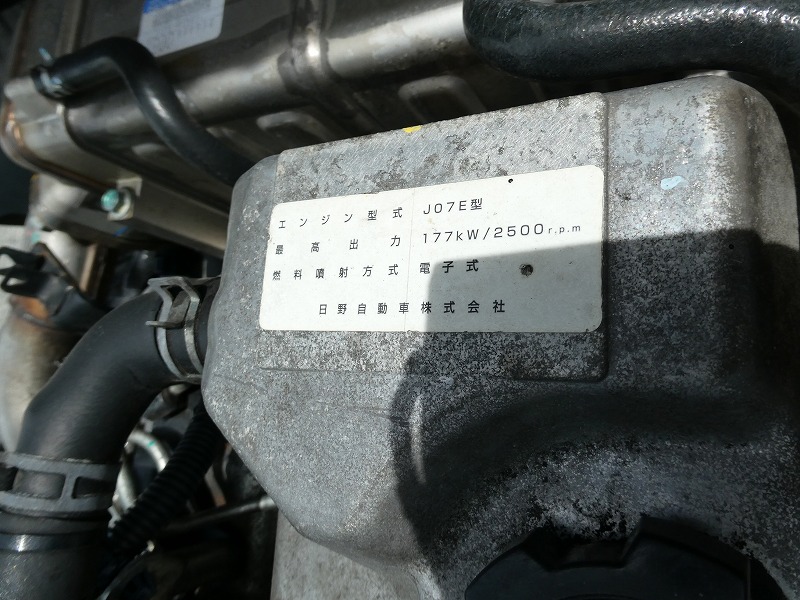 エンジン型式 J07E型
最高出力 177kW/2500r.p.m
燃料噴射方式 電子式
日野自動車株式会社